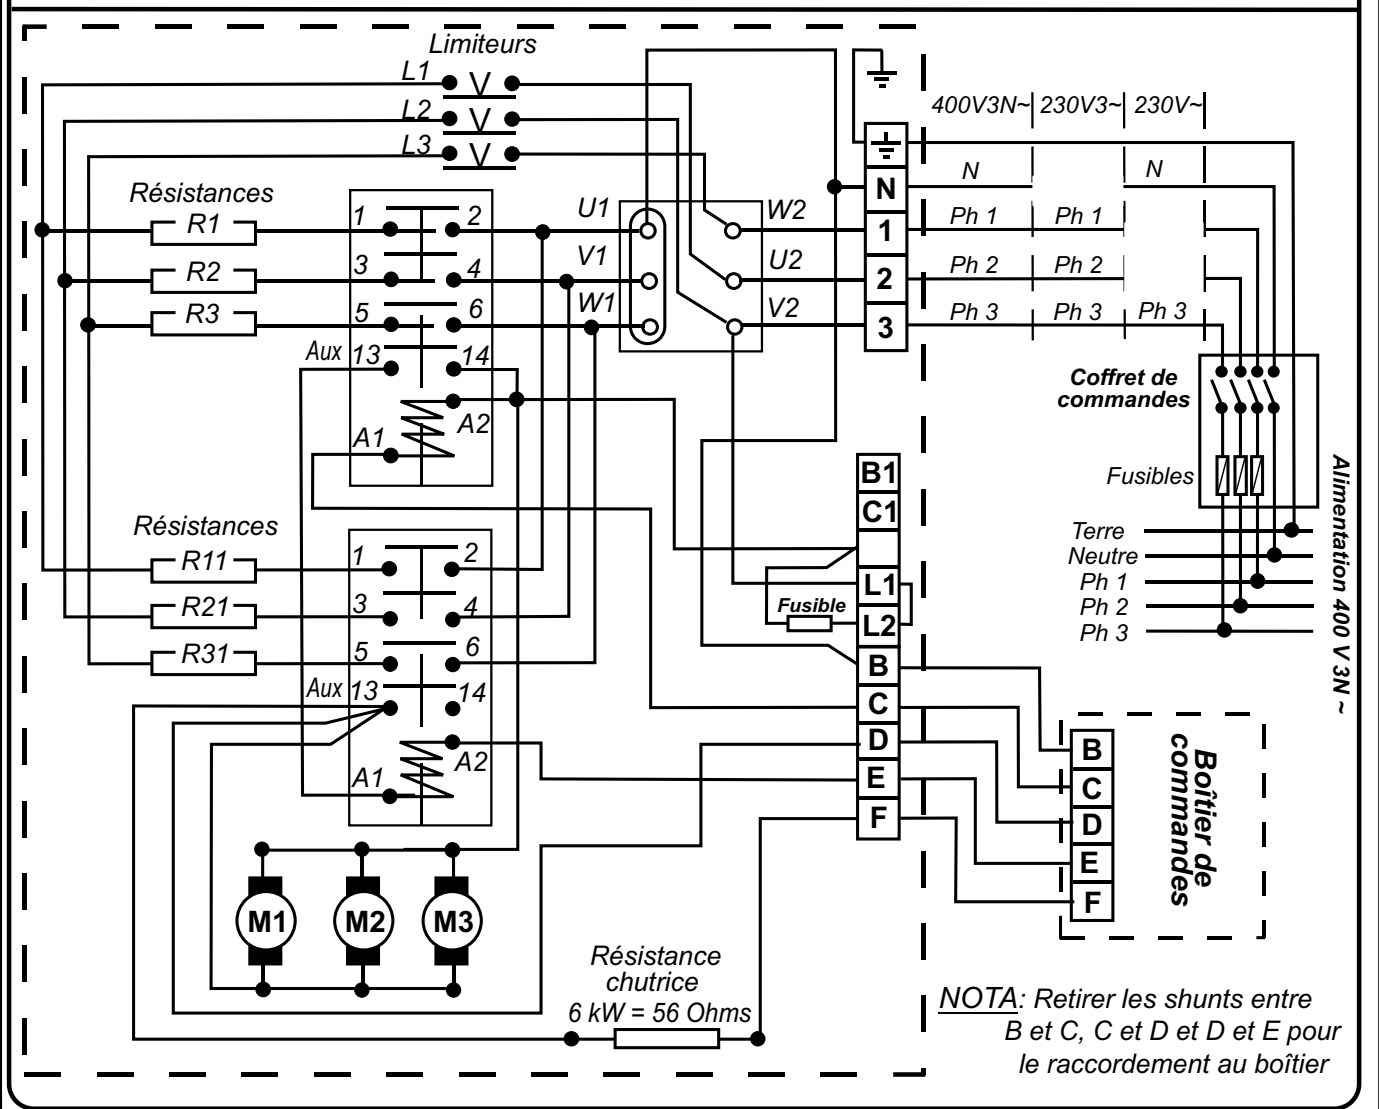 Limiteurs
L1 V
L2 V
L3 V
400V3N~ 230V3~ 230V~
N N
Ph 1 Ph 1
Ph 2 Ph 2
Ph 3 Ph 3 Ph 3
Résistances
R1
R2
R3
1 2
3 4
5 6
Aux 13 14
A2
A1
U1 W2
V1 U2
W1 V2
N
1
2
3
Coffret de
commandes
Fusibles
Terre
Neutre
Ph 1
Ph 2
Ph 3
Alimentation 400 V 3N ~
B1
C1
L1
L2
B
C
D
E
F
Fusible
Résistances
R11
R21
R31
1 2
3 4
5 6
Aux 13 14
A2
A1
M1 M2 M3
B
C
D
E
F
Boîtier de
commandes
Résistance
chutrice
6 kW = 56 Ohms
NOTA: Retirer les shunts entre
B et C, C et D et D et E pour
le raccordement au boîtier